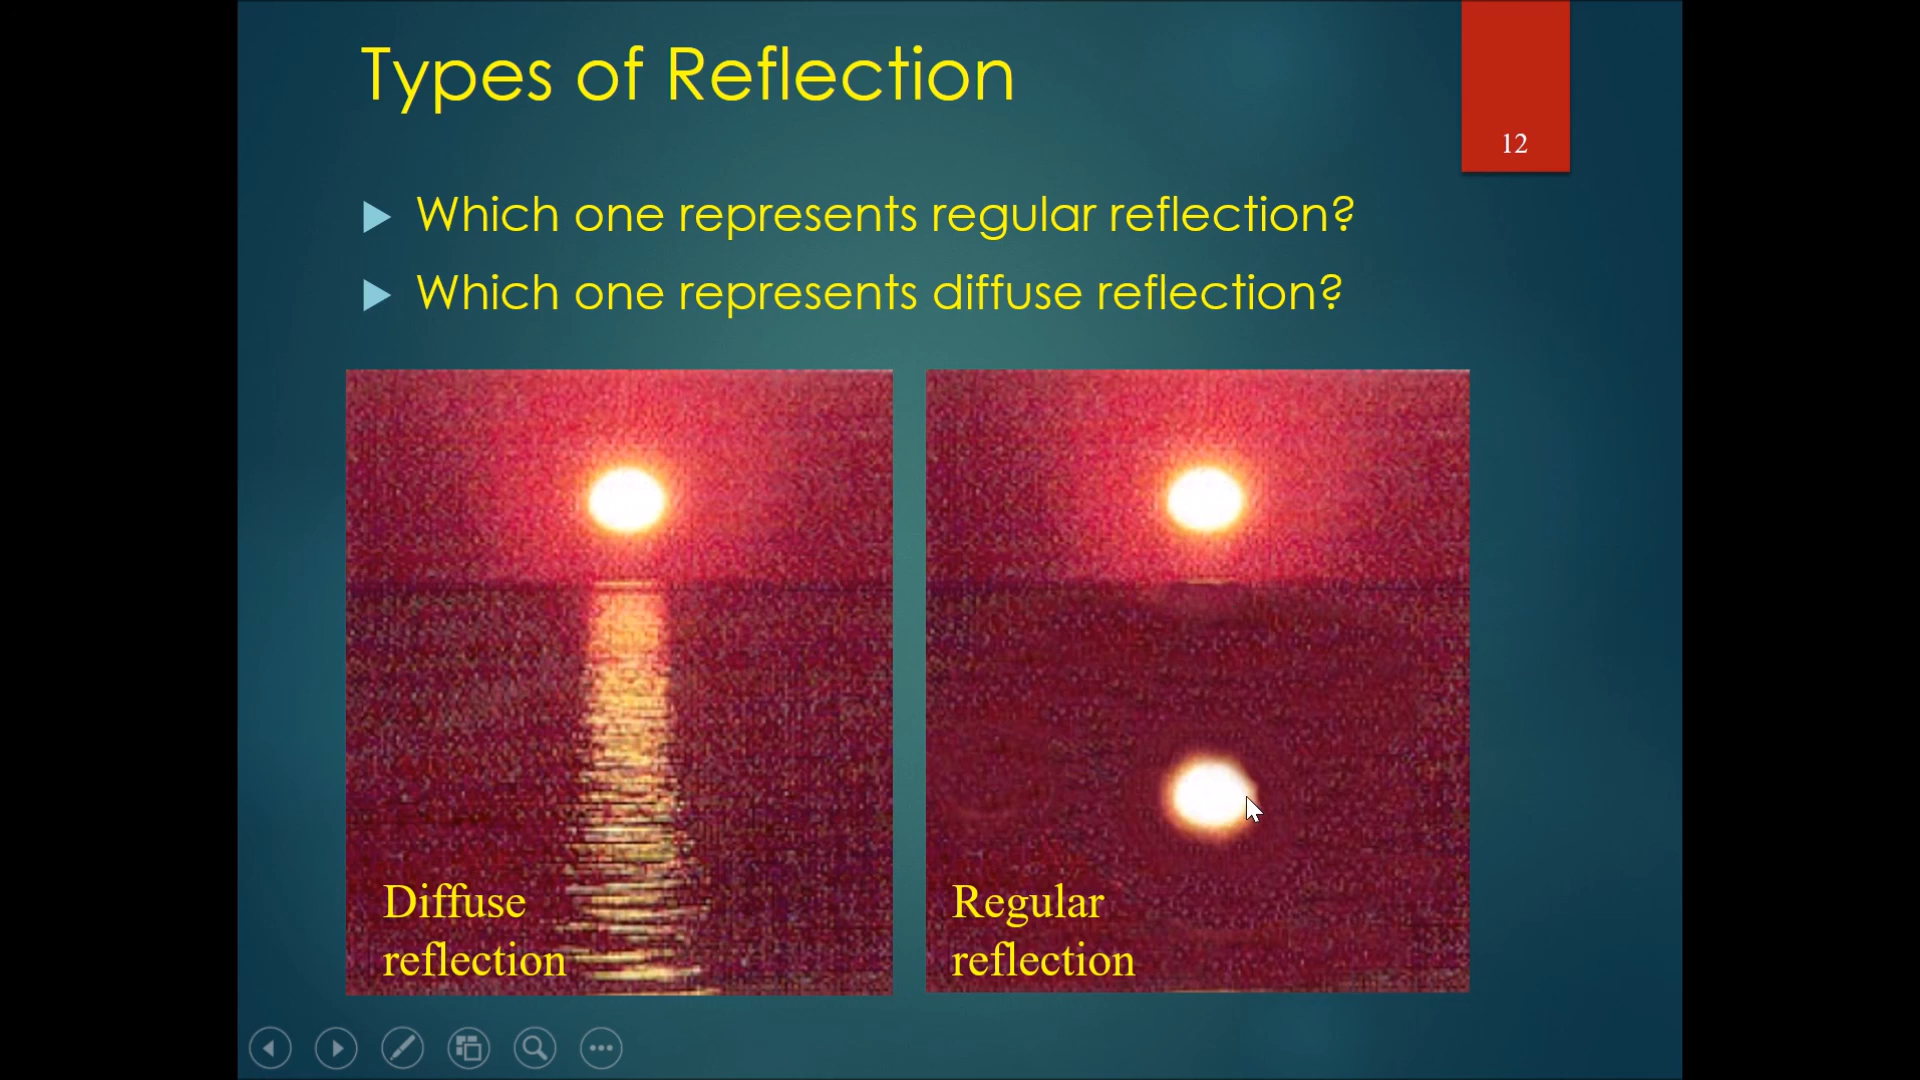 Types of Reflection
12
Which one represents regular reflection?
Which one represents diffuse reflection?
Diffuse
reflection
Regular
reflection